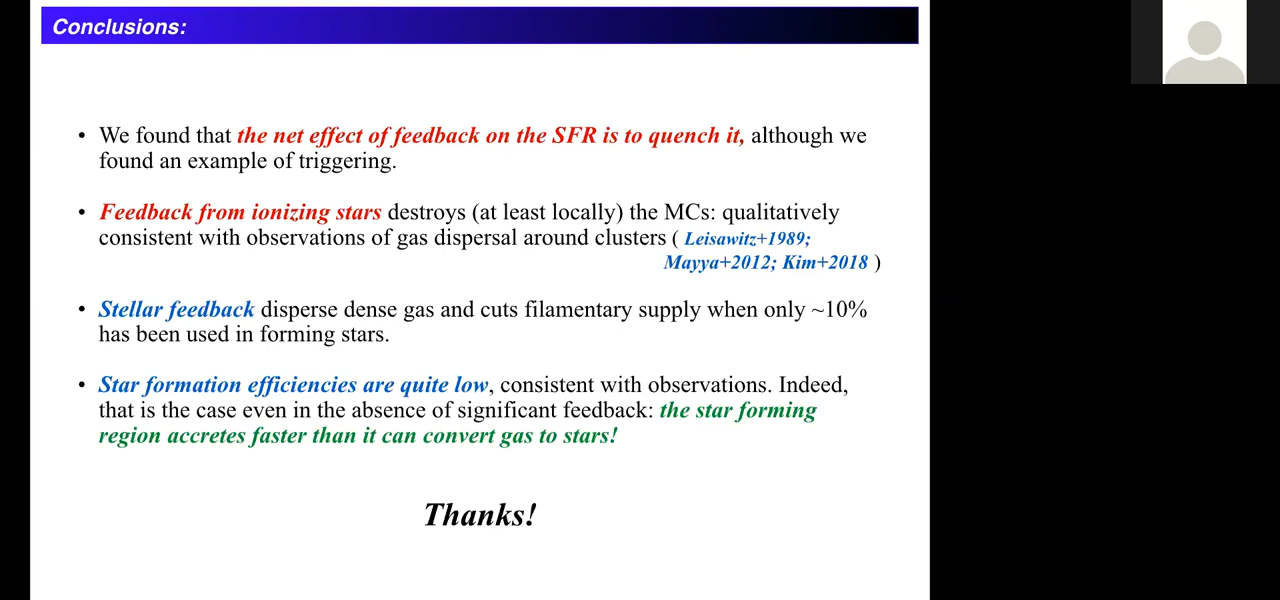 Conclusions:
• We found that the net effect of feedback on the SFR is to quench it, although we
found an example of triggering.
• Feedback from ionizing stars destroys (at least locally) the MCs: qualitatively
consistent with observations of gas dispersal around clusters ( Leisawitz+1989;
Mayya+2012; Kim+2018 )
• Stellar feedback disperse dense gas and cuts filamentary supply when only ~10%
has been used in forming stars.
• Star formation efficiencies are quite low, consistent with observations. Indeed,
that is the case even in the absence of significant feedback: the star forming
region accretes faster than it can convert gas to stars!
Thanks!